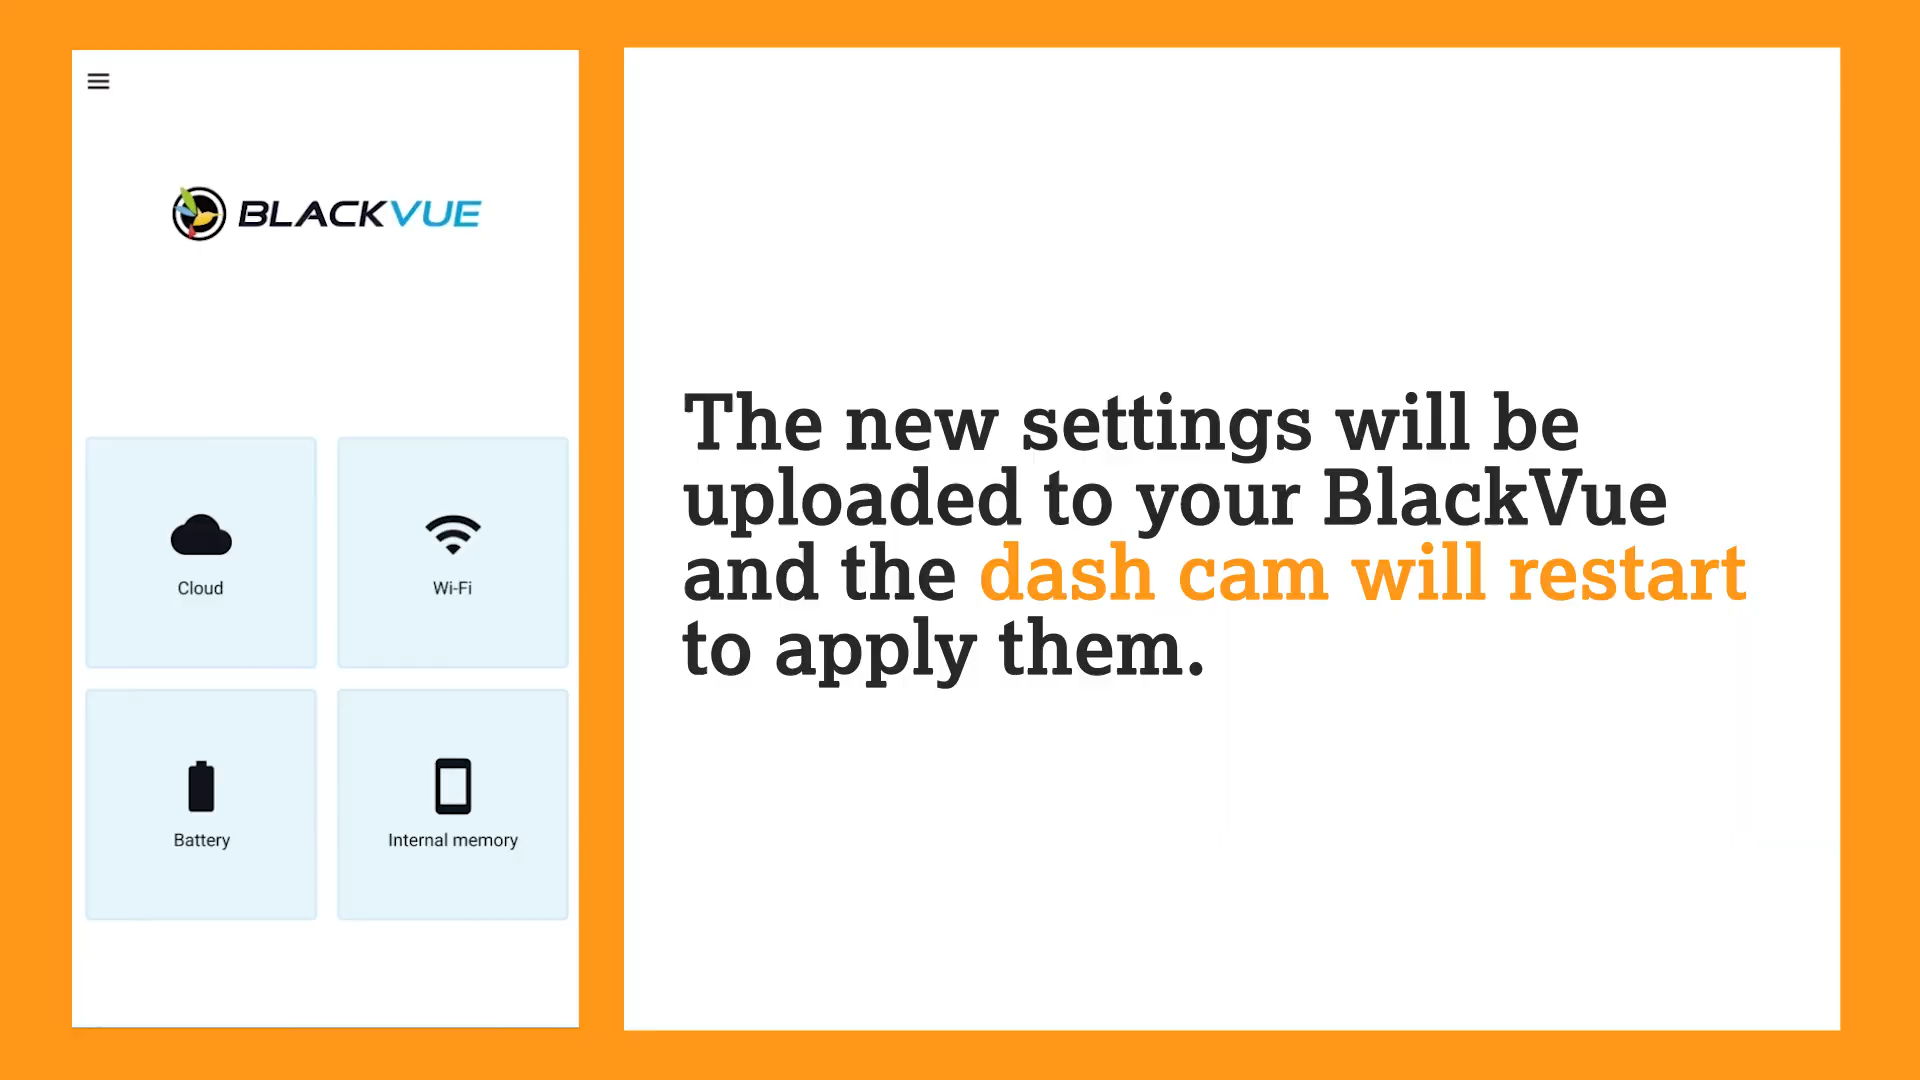 BLACKVUE
Cloud
Wi-Fi
Battery
Internal memory
The new settings will be
uploaded to your BlackVue
and the dash cam will restart
to apply them.